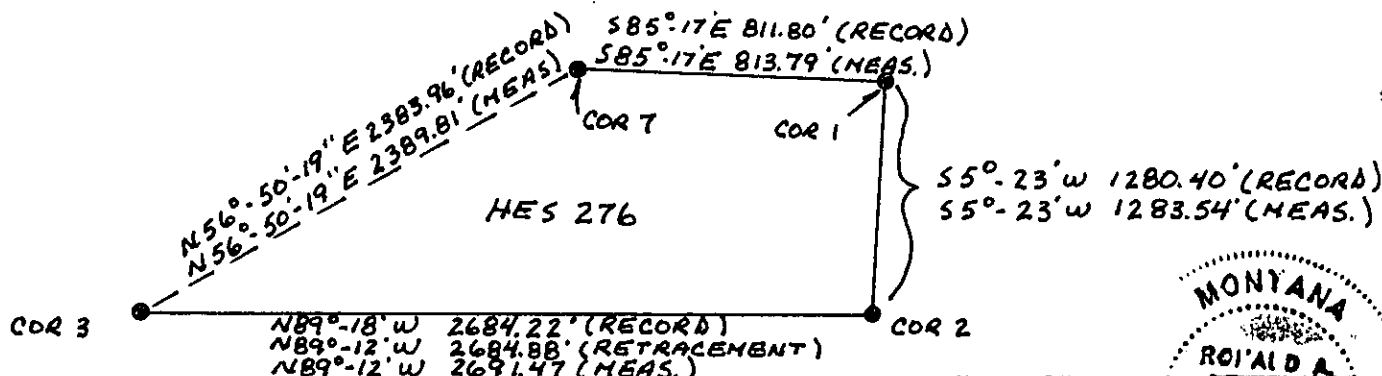 N56°-50'-19"E 2383.96' (RECORD)
N56°-50'-19"E 2389.81' (MEAS)
S85°-17'E 811.80' (RECORD)
S85°-17'E 813.79' (MEAS.)
COR 7
COR 1
S5°-23'W 1280.40' (RECORD)
S5°-23'W 1283.54' (MEAS.)
HES 276
COR 3
N89°-18'W 2684.22' (RECORD)
N89°-12'W 2684.88' (RETRACEMENT)
N89°-12'W 2691.47 (MEAS.)
COR 2
MONTANA